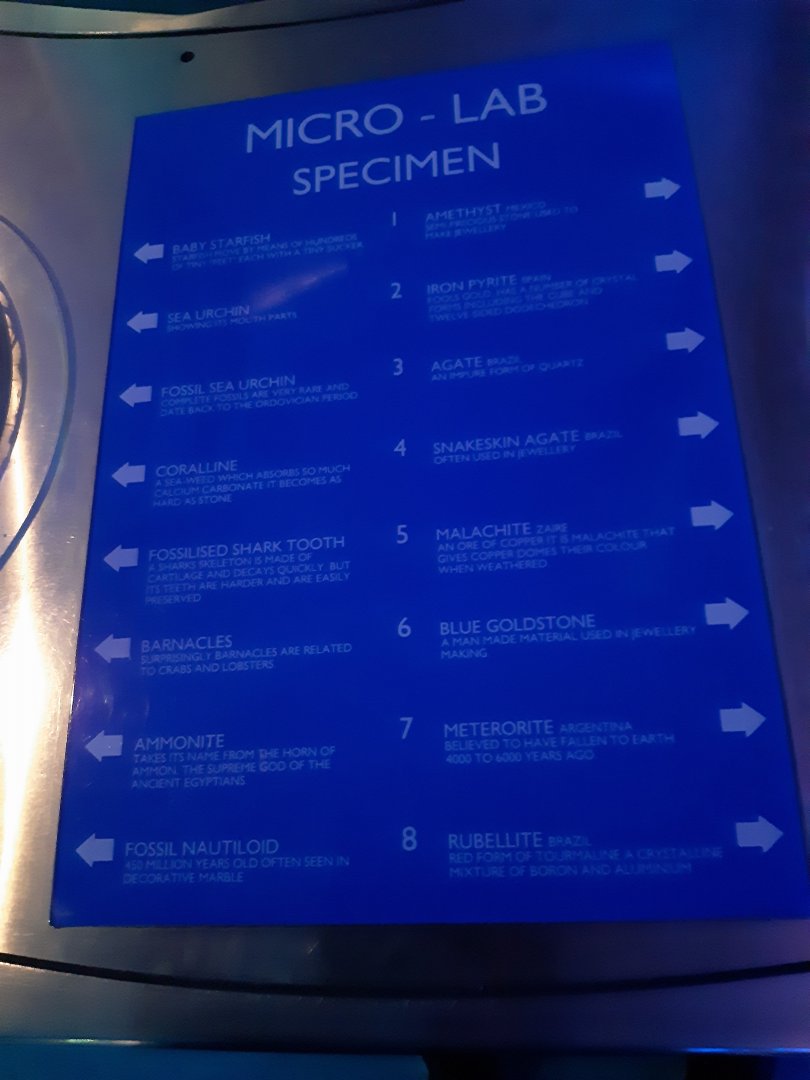 MICRO - LAB
SPECIMEN
BABY STARFISH
STARFISH MOVE BY MEANS OF HUNDREDS
OF TINY "FEET" EACH WITH A TINY SUCKER
1
AMETHYST MEXICO
SEMI-PRECIOUS STONE USED TO
MAKE JEWELLERY
SEA URCHIN
SHOWING ITS MOUTH PARTS
2
IRON PYRITE SPAIN
FOOLS GOLD, HAS A NUMBER OF CRYSTAL
FORMS INCLUDING THE CUBE AND
TWELVE SIDED DODECHEDRON
FOSSIL SEA URCHIN
COMPLETE FOSSILS ARE VERY RARE AND
DATE BACK TO THE ORDOVICIAN PERIOD
3
AGATE BRAZIL
AN IMPURE FORM OF QUARTZ
CORALLINE
A SEA-WEED WHICH ABSORBS SO MUCH
CALCIUM CARBONATE IT BECOMES AS
HARD AS STONE
4
SNAKESKIN AGATE BRAZIL
OFTEN USED IN JEWELLERY
FOSSILISED SHARK TOOTH
A SHARKS SKELETON IS MADE OF
CARTILAGE AND DECAYS QUICKLY BUT
ITS TEETH ARE HARDER AND ARE EASILY
PRESERVED
5
MALACHITE ZAIRE
AN ORE OF COPPER IT IS MALACHITE THAT
GIVES COPPER DOMES THEIR COLOUR
WHEN WEATHERED
BARNACLES
SURPRISINGLY BARNACLES ARE RELATED
TO CRABS AND LOBSTERS
6
BLUE GOLDSTONE
A MAN MADE MATERIAL USED IN JEWELLERY
MAKING
AMMONITE
TAKES ITS NAME FROM THE HORN OF
AMMON, THE SUPREME GOD OF THE
ANCIENT EGYPTIANS
7
METERORITE ARGENTINA
BELIEVED TO HAVE FALLEN TO EARTH
4000 TO 6000 YEARS AGO
FOSSIL NAUTILOID
450 MILLION YEARS OLD OFTEN SEEN IN
DECORATIVE MARBLE
8
RUBELLITE BRAZIL
RED FORM OF TOURMALINE A CRYSTALLINE
MIXTURE OF BORON AND ALUMINIUM